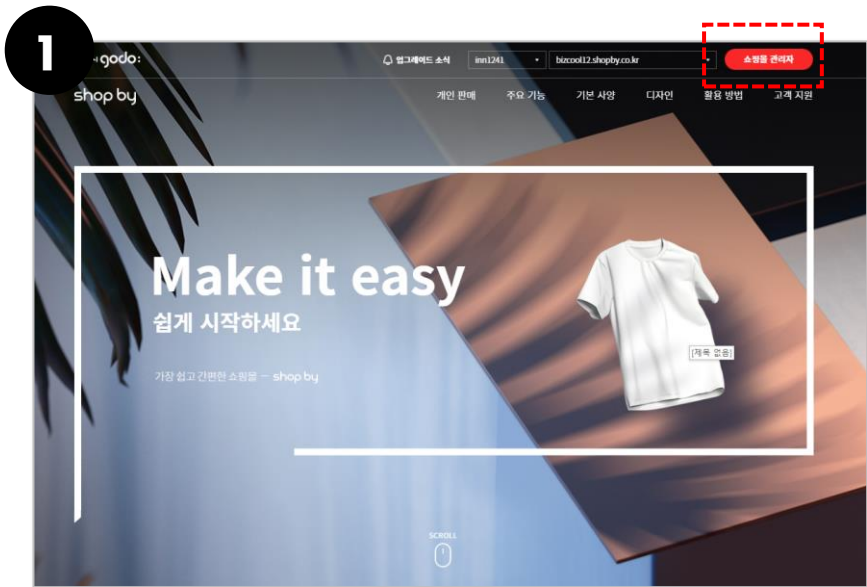 1
godo:
업그레이드 소식
inn1241
bizcool12.shopby.co.kr
쇼핑몰 관리자
shop by
개인 판매
주요 기능
기본 사양
디자인
활용 방법
고객 지원
Make it easy
쉽게 시작하세요
[제목 없음]
가장 쉽고 간편한 쇼핑몰 - shop by
SCROLL